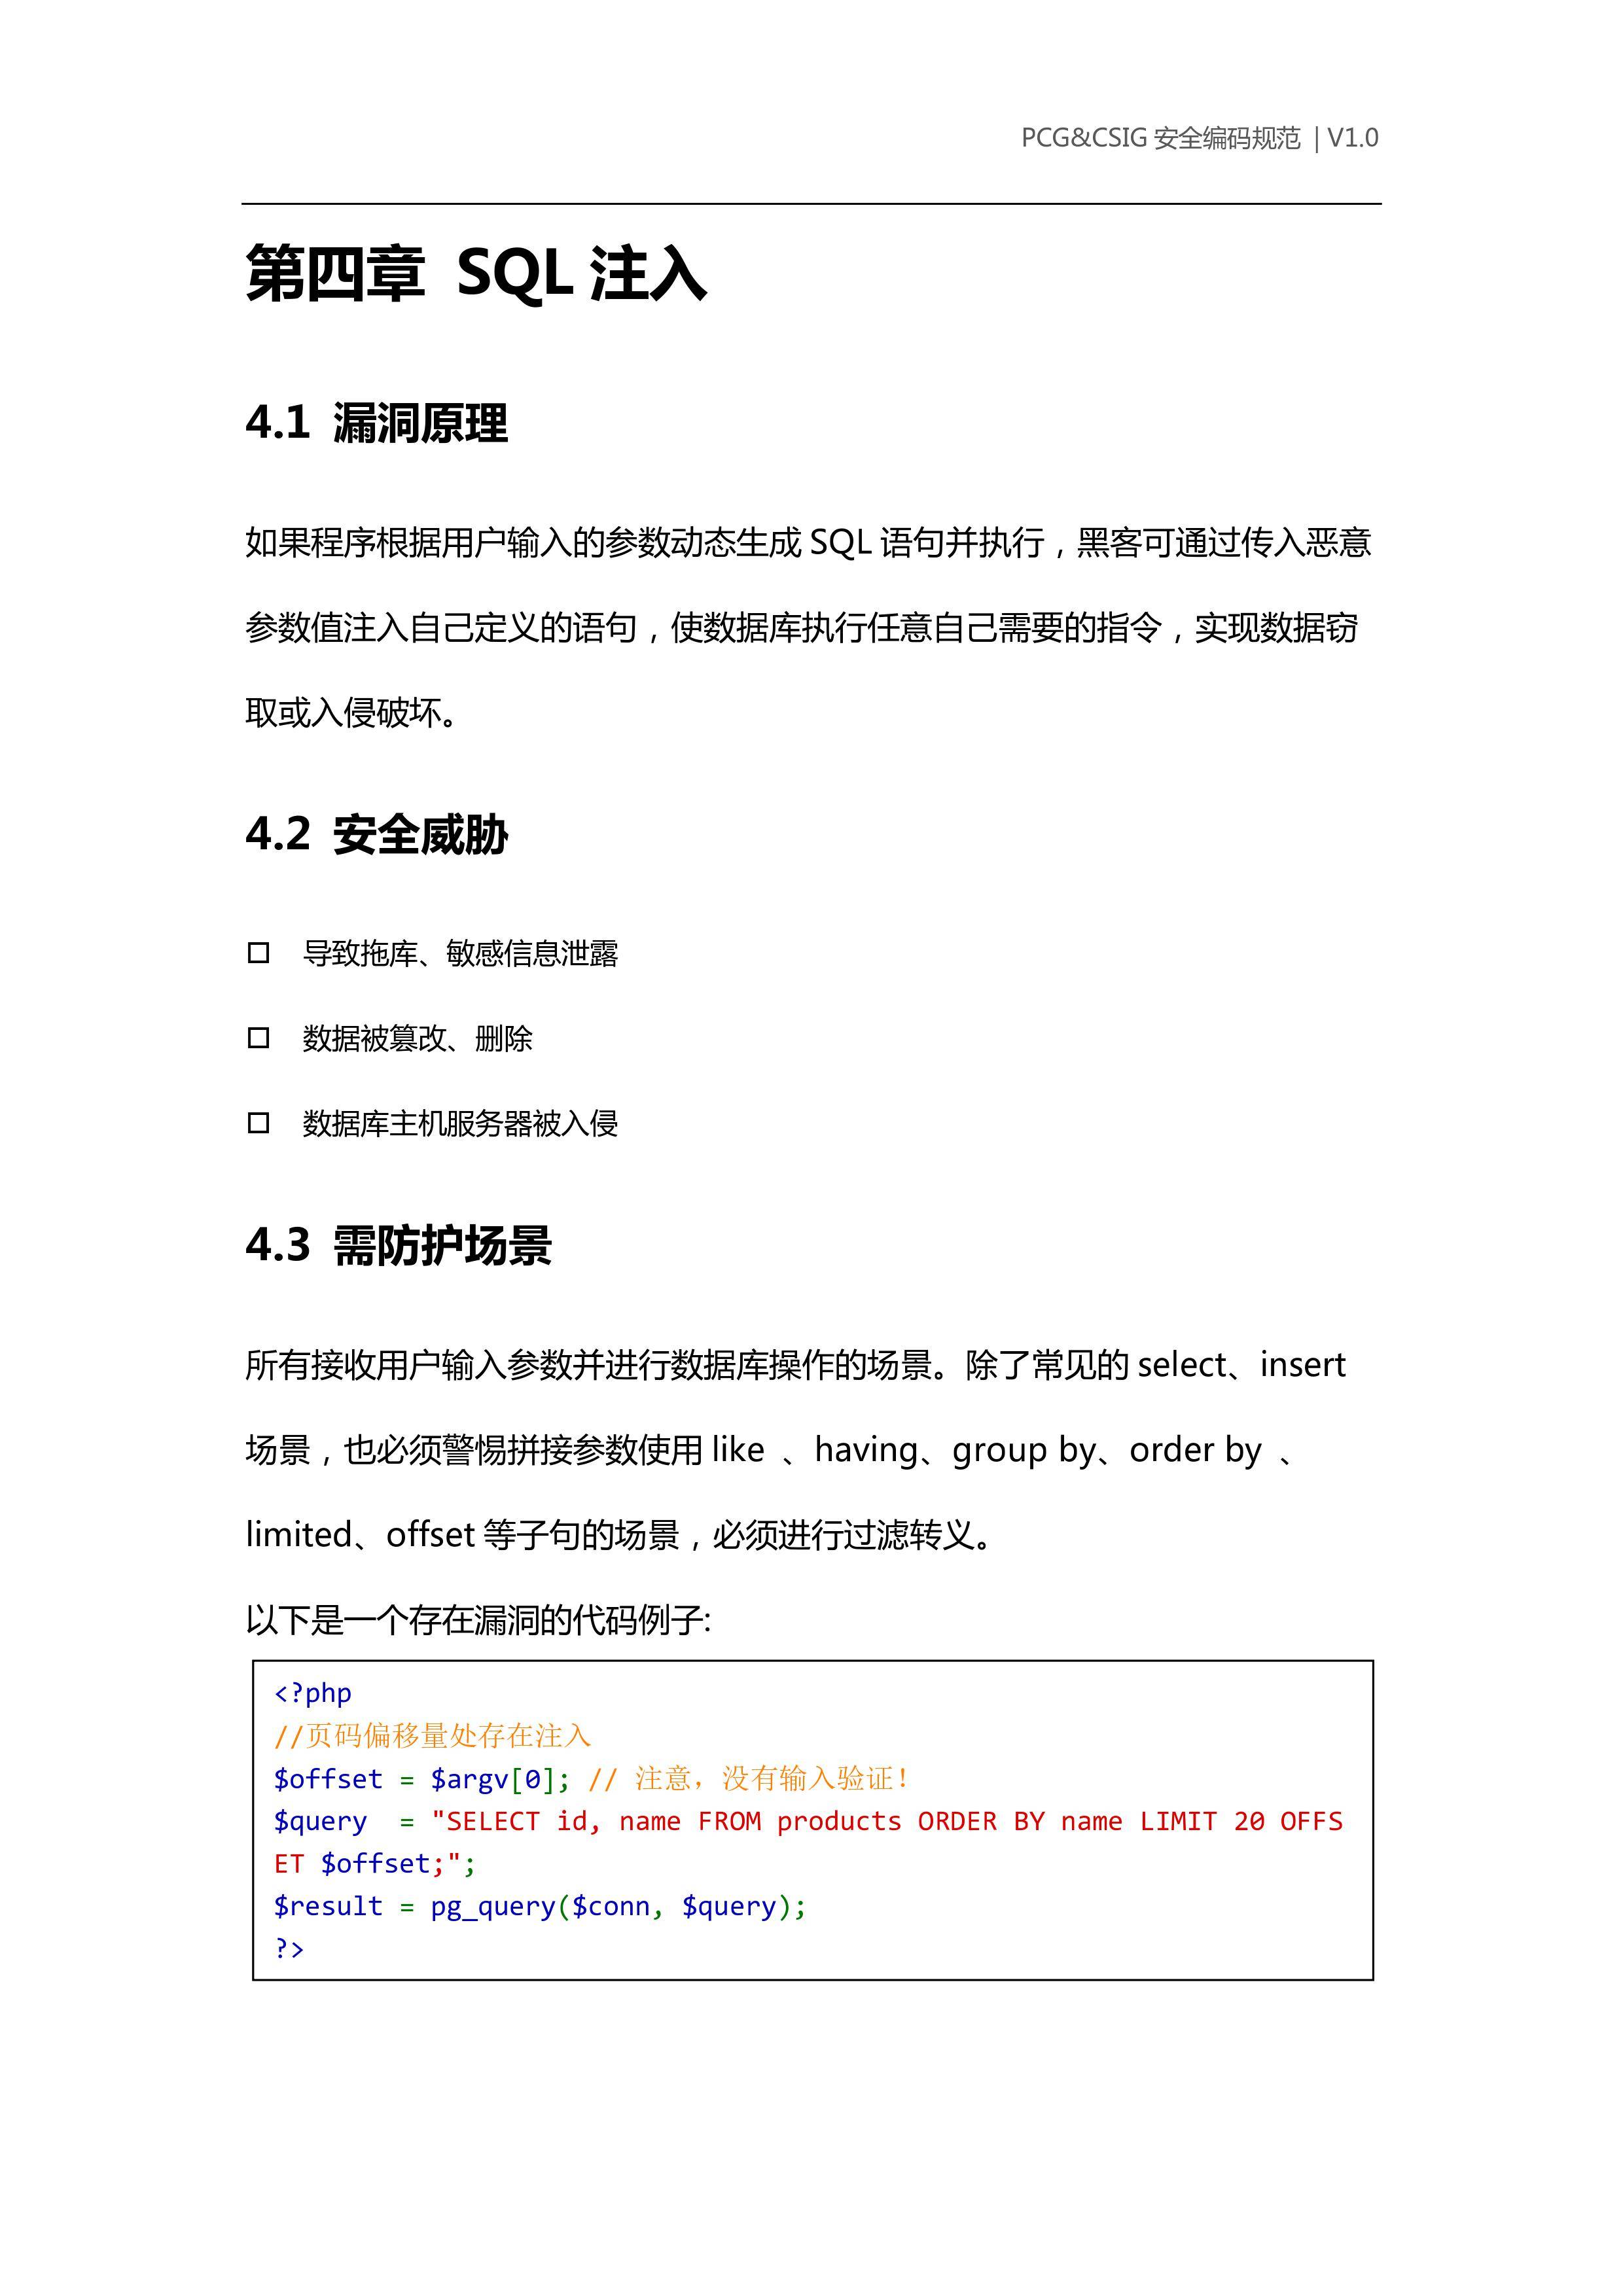 PCG&CSIG 安全编码规范 | V1.0
第四章 SQL 注入
4.1 漏洞原理
如果程序根据用户输入的参数动态生成 SQL 语句并执行，黑客可通过传入恶意
参数值注入自己定义的语句，使数据库执行任意自己需要的指令，实现数据窃
取或入侵破坏。
4.2 安全威胁
□ 导致拖库、敏感信息泄露
□ 数据被篡改、删除
□ 数据库主机服务器被入侵
4.3 需防护场景
所有接收用户输入参数并进行数据库操作的场景。除了常见的 select、insert
场景，也必须警惕拼接参数使用 like 、having、group by、order by 、
limited、offset 等子句的场景，必须进行过滤转义。
以下是一个存在漏洞的代码例子:
<?php
//页码偏移量处存在注入
$offset = $argv[0]; // 注意，没有输入验证！
$query  = "SELECT id, name FROM products ORDER BY name LIMIT 20 OFFS
ET $offset;";
$result = pg_query($conn, $query);
?>